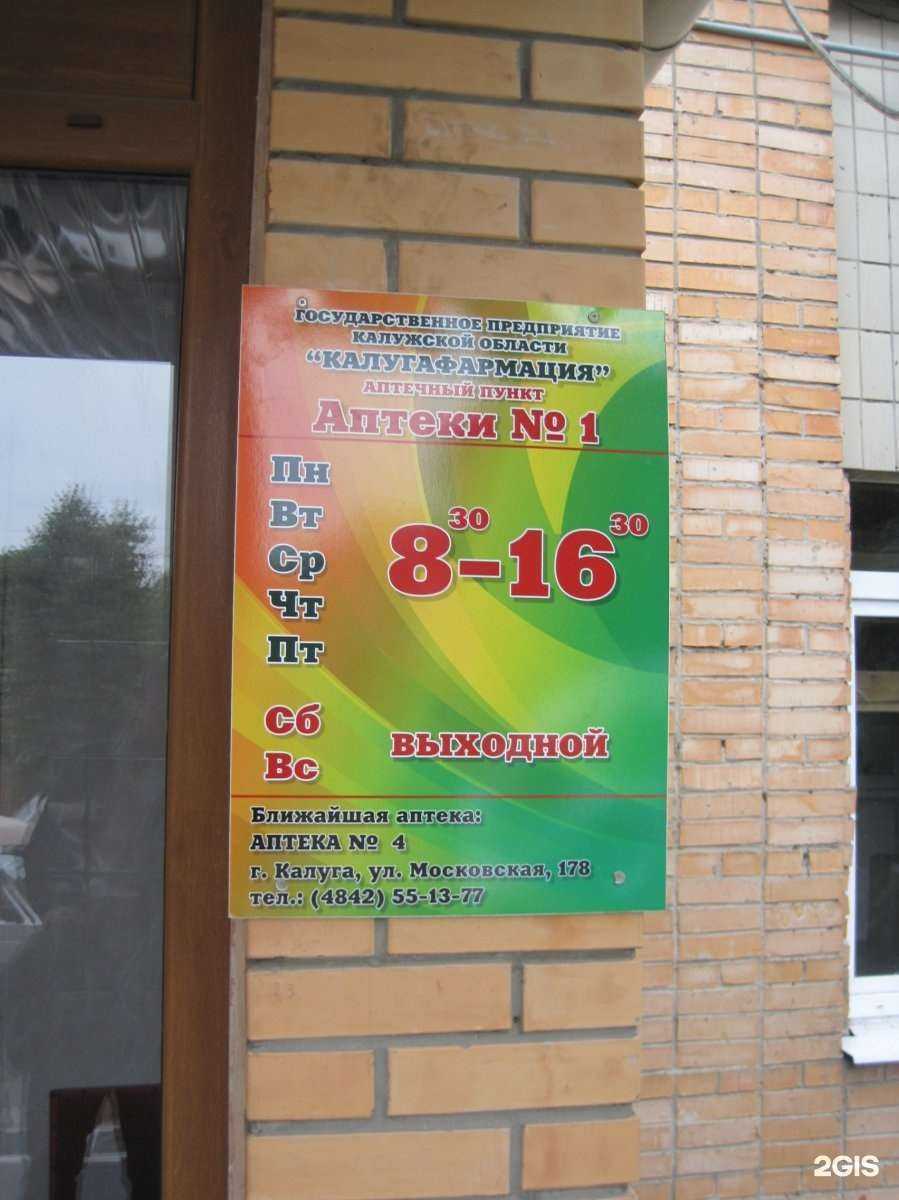 ГОСУДАРСТВЕННОЕ ПРЕДПРИЯТИЕ
КАЛУЖСКОЙ ОБЛАСТИ
"КАЛУГАФАРМАЦИЯ"
АПТЕЧНЫЙ ПУНКТ
Аптеки № 1
Пн
Вт
Ср
Чт
Пт
8 30 - 16 30
Сб
Вс
выходной
Ближайшая аптека:
АПТЕКА № 4
г. Калуга, ул. Московская, 178
тел.: (4842) 55-13-77
2GIS